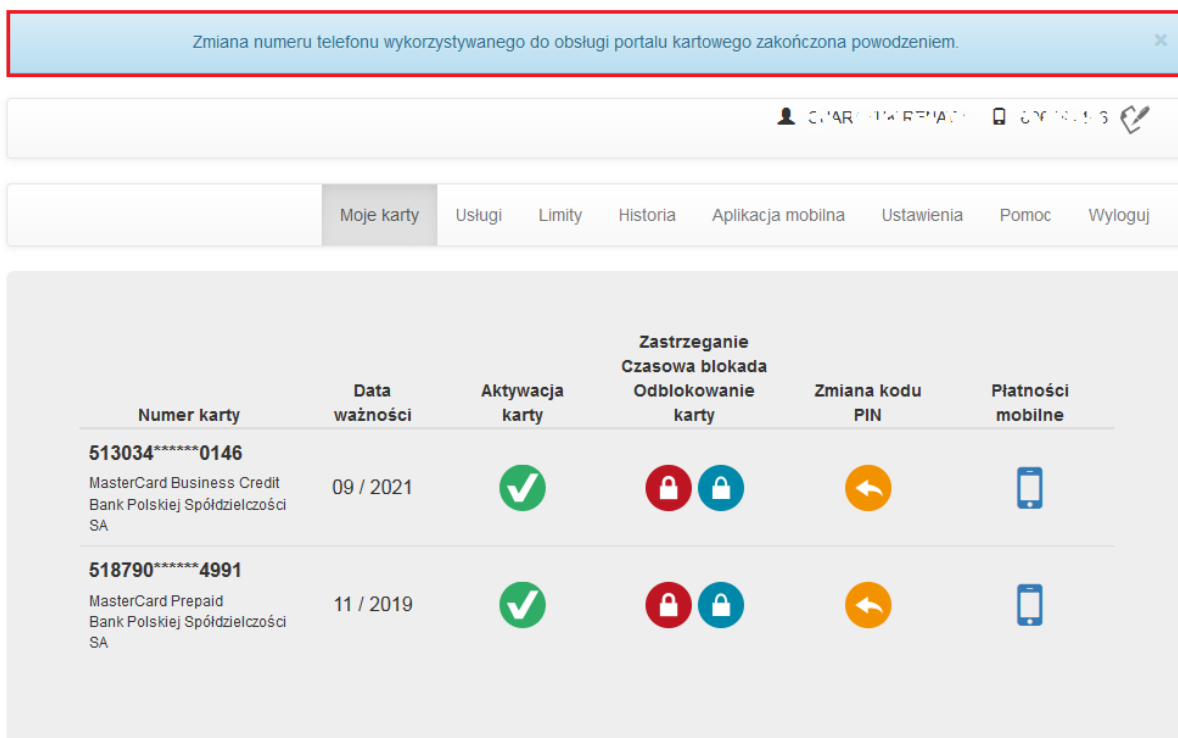 Zmiana numeru telefonu wykorzystywanego do obsługi portalu kartowego zakończona powodzeniem. ×
Moje karty Usługi Limity Historia Aplikacja mobilna Ustawienia Pomoc Wyloguj
Zastrzeganie
Czasowa blokada
Data Aktywacja Odblokowanie Zmiana kodu Płatności
Numer karty ważności karty karty PIN mobilne
513034******0146
MasterCard Business Credit
09 / 2021
Bank Polskiej Spółdzielczości
SA
518790******4991
MasterCard Prepaid
11 / 2019
Bank Polskiej Spółdzielczości
SA